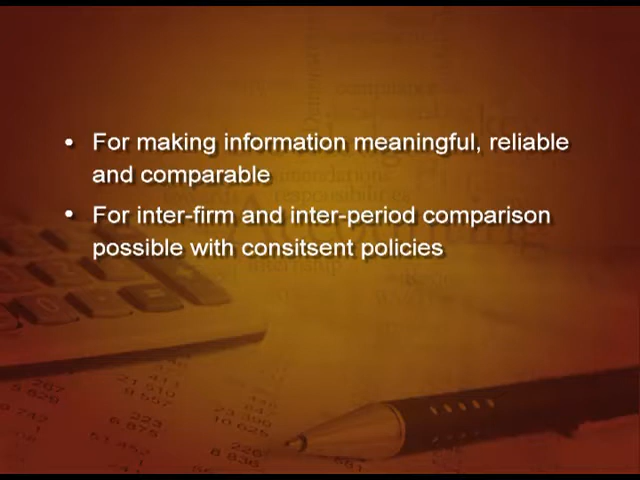 • For making information meaningful, reliable
and comparable
• For inter-firm and inter-period comparison
possible with consitsent policies